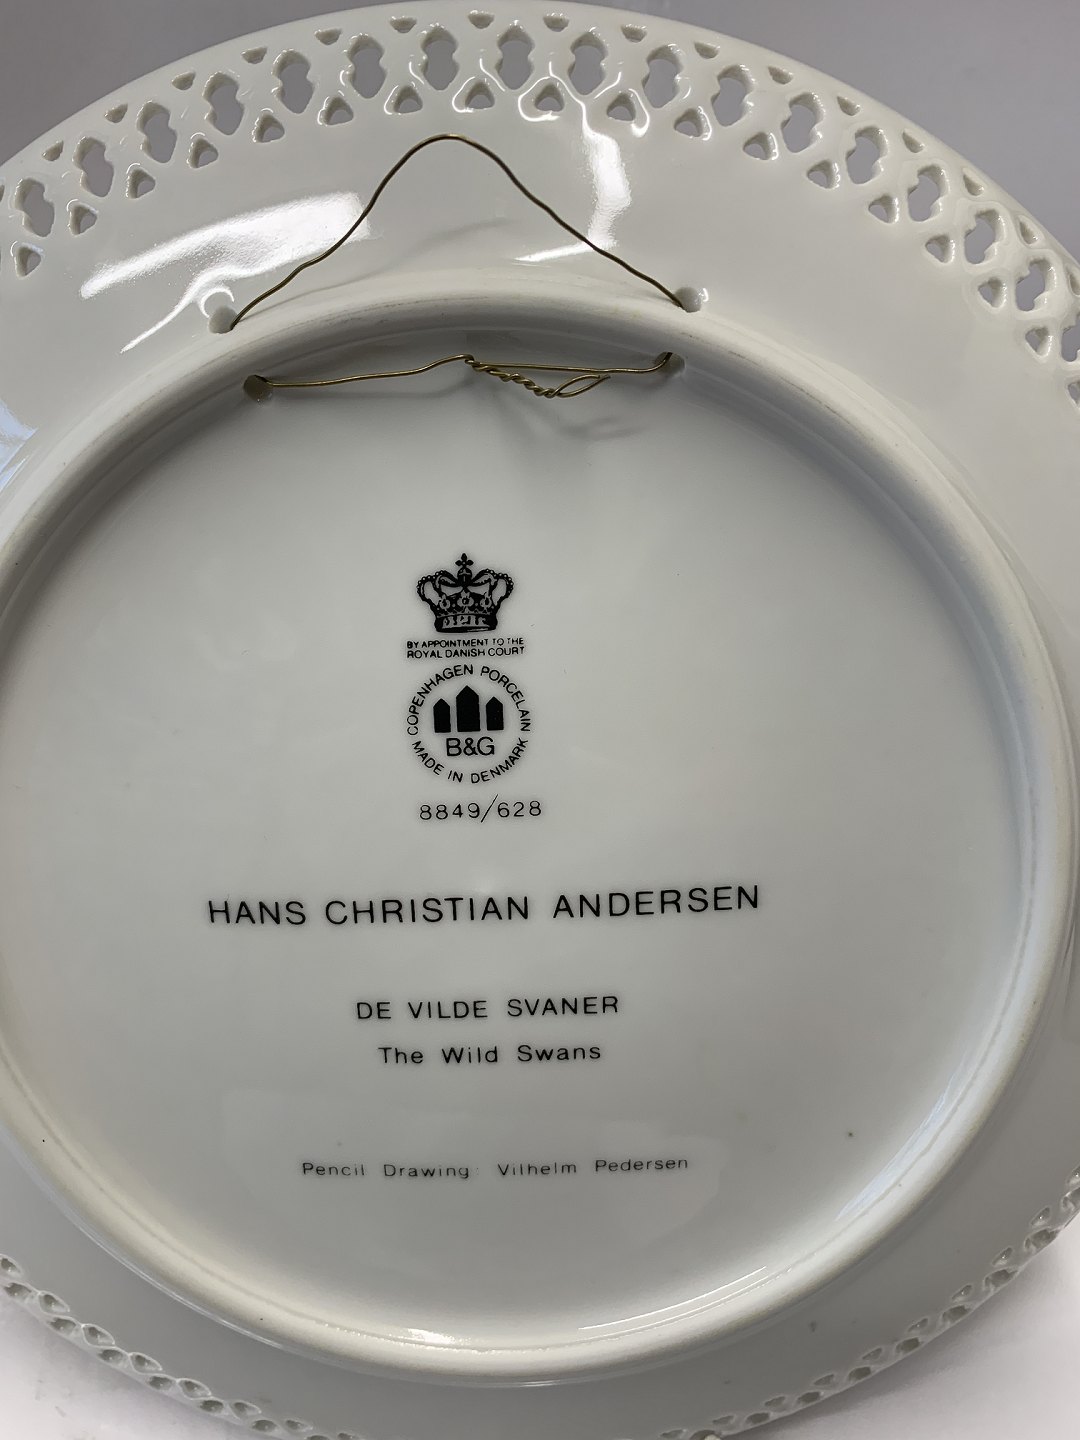 BY APPOINTMENT TO THE
ROYAL DANISH COURT
COPENHAGEN PORCELAIN
B&G
MADE IN DENMARK
8849/628
HANS CHRISTIAN ANDERSEN
DE VILDE SVANER
The Wild Swans
Pencil Drawing: Vilhelm Pedersen